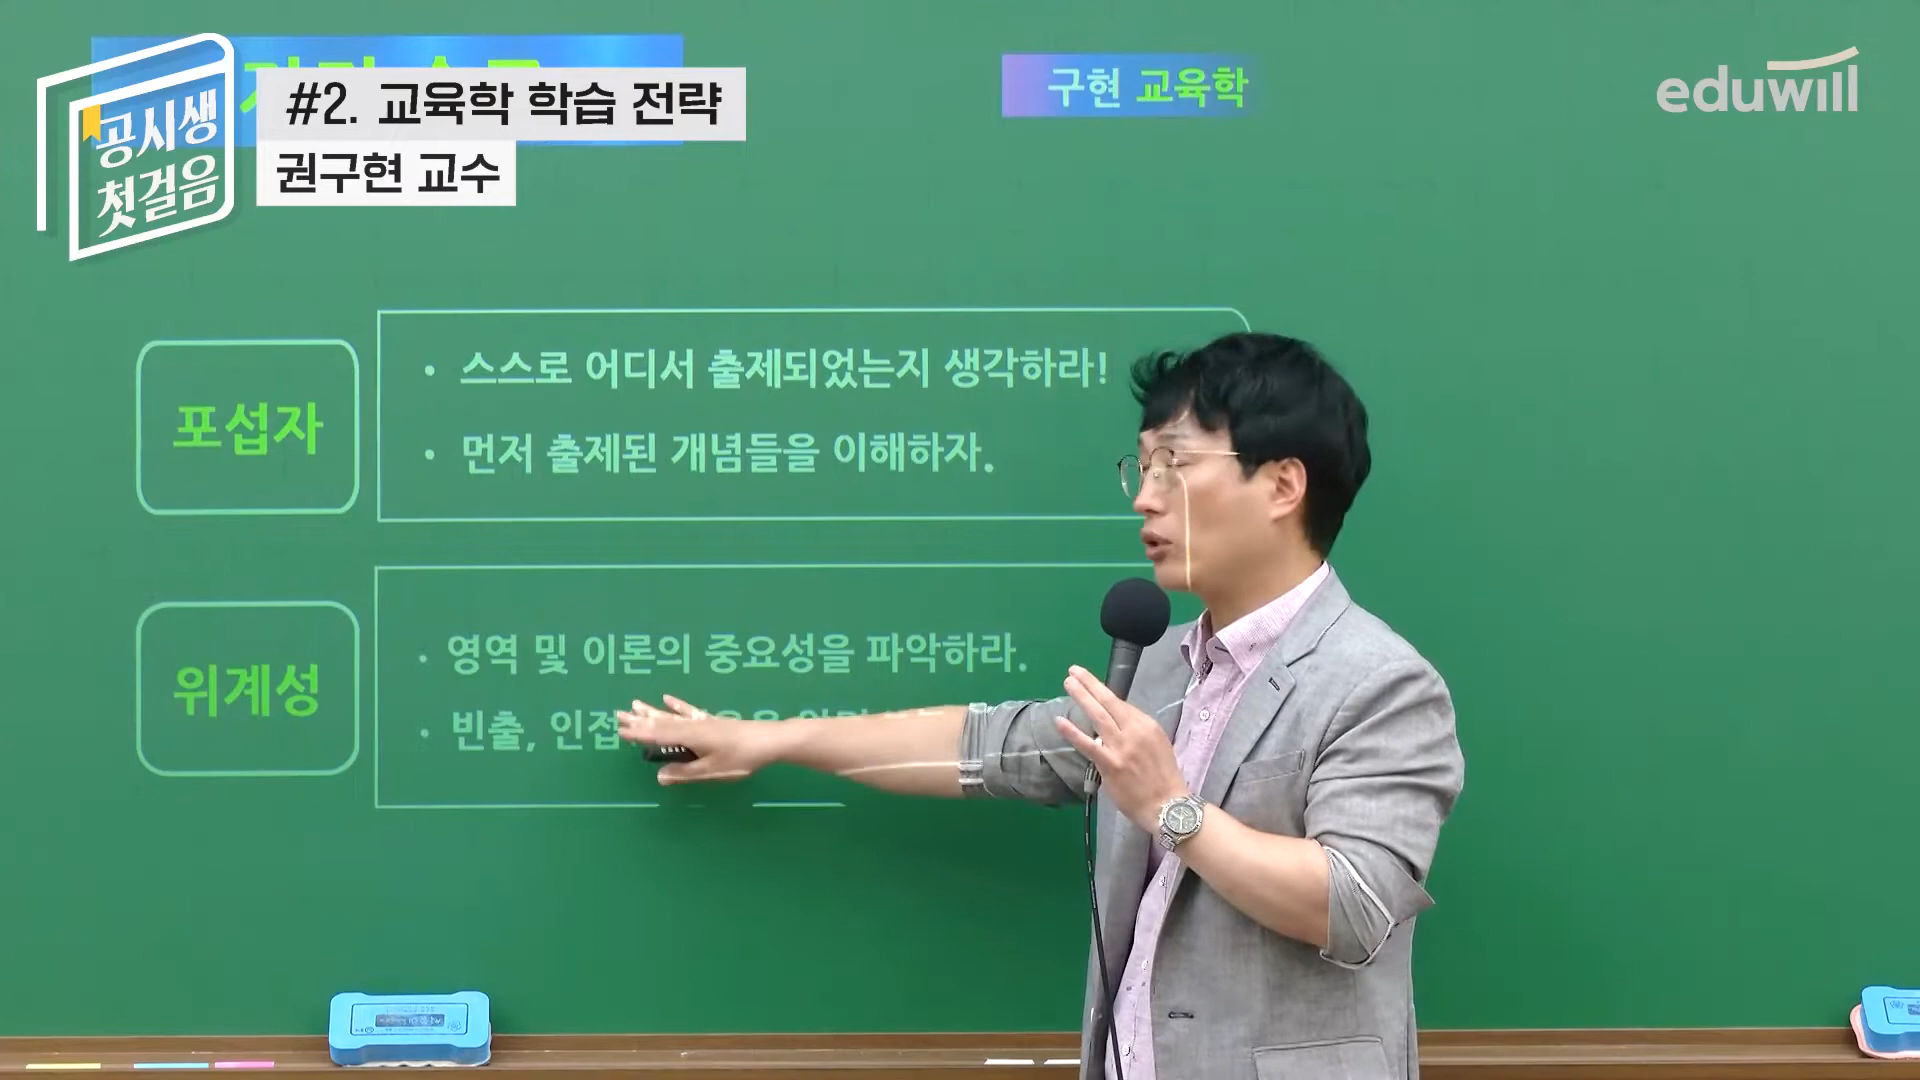 공시생
첫걸음
#2. 교육학 학습 전략
권구현 교수
구현 교육학
eduwill
포섭자
• 스스로 어디서 출제되었는지 생각하라!
• 먼저 출제된 개념들을 이해하자.
위계성
• 영역 및 이론의 중요성을 파악하라.
• 빈출, 인접